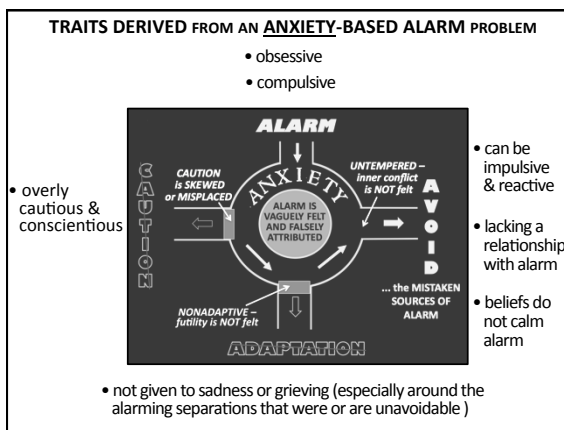 TRAITS DERIVED FROM AN ANXIETY-BASED ALARM PROBLEM
• obsessive
• compulsive
ALARM
CAUTION
is SKEWED
or MISPLACED
ANXIETY
UNTEMPERED –
inner conflict
is NOT felt
ALARM IS
VAGUELY FELT
AND FALSELY
ATTRIBUTED
CAUTION
AVOID
... the MISTAKEN
SOURCES OF
ALARM
NONADAPTIVE –
futility is NOT felt
ADAPTATION
• overly
cautious &
conscientious
• can be
impulsive
& reactive
• lacking a
relationship
with alarm
• beliefs do
not calm
alarm
• not given to sadness or grieving (especially around the
alarming separations that were or are unavoidable )